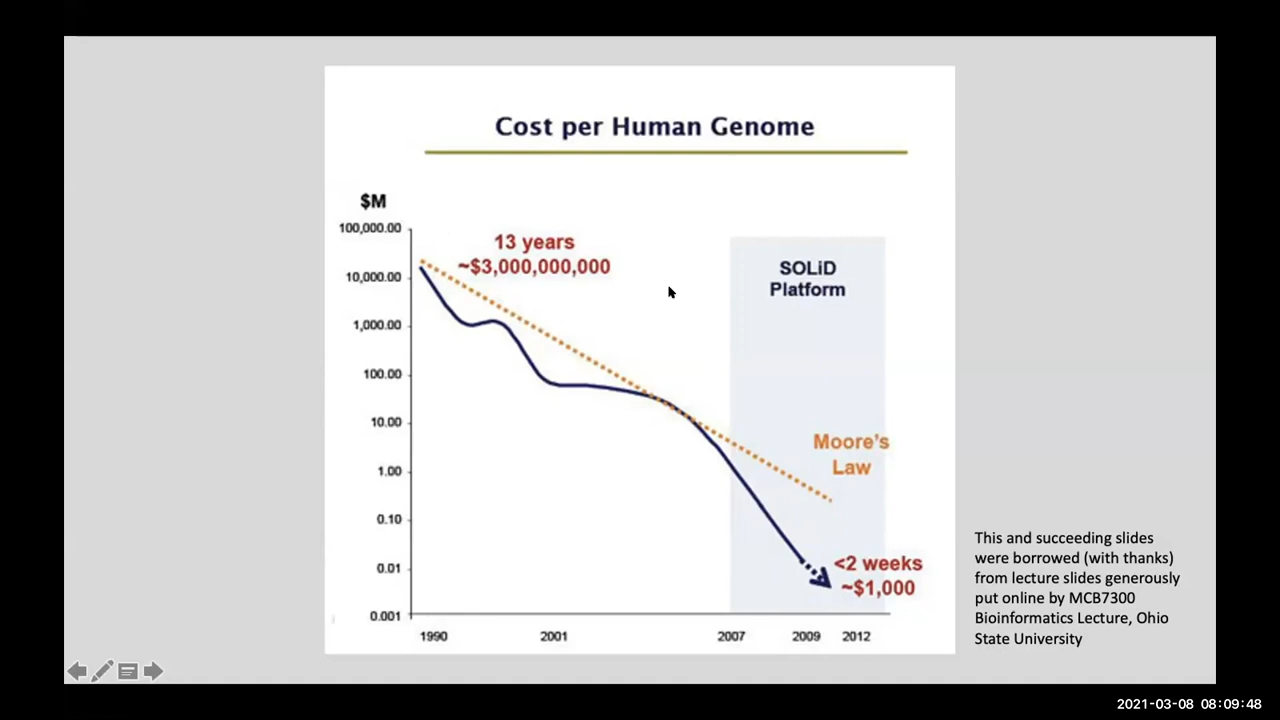 Cost per Human Genome
$M
100,000.00
10,000.00
1,000.00
100.00
10.00
1.00
0.10
0.01
0.001
13 years
~$3,000,000,000
SOLiD
Platform
Moore's
Law
<2 weeks
~$1,000
1990
2001
2007
2009
2012
This and succeeding slides
were borrowed (with thanks)
from lecture slides generously
put online by MCB7300
Bioinformatics Lecture, Ohio
State University
2021-03-08 08:09:48